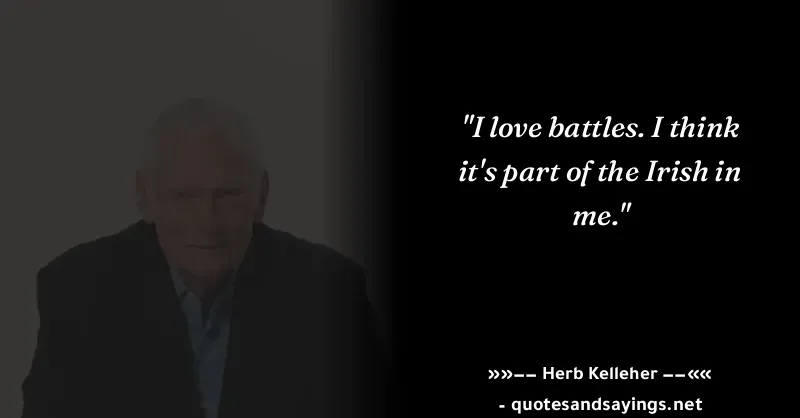 "I love battles. I think
it's part of the Irish in
me."
»»−− Herb Kelleher −−««
- quotesandsayings.net